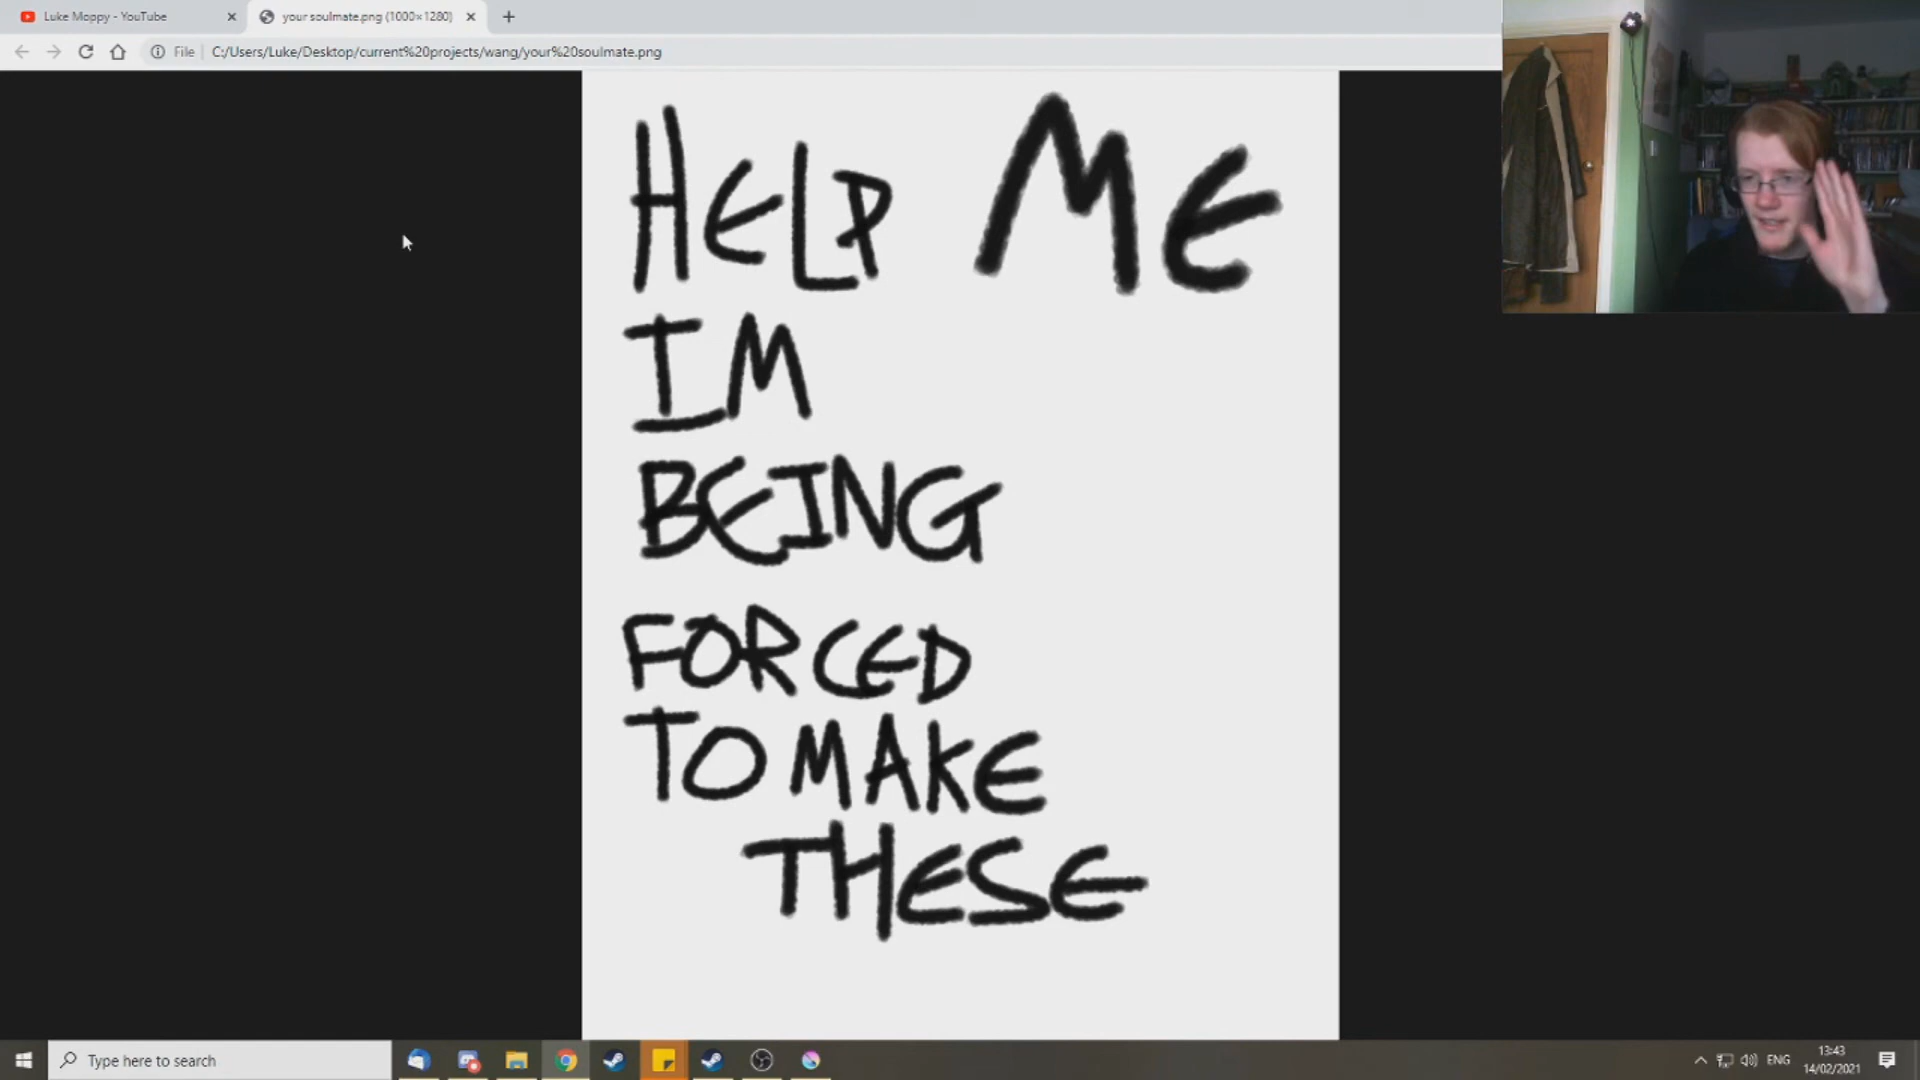 Luke Moppy - YouTube
your soulmate.png (1000×1280)
File C:/Users/Luke/Desktop/current%20projects/wang/your%20soulmate.png
HELP ME
IM
BEING
FORCED
TO MAKE
THESE
Type here to search
ENG
13:43
14/02/2021